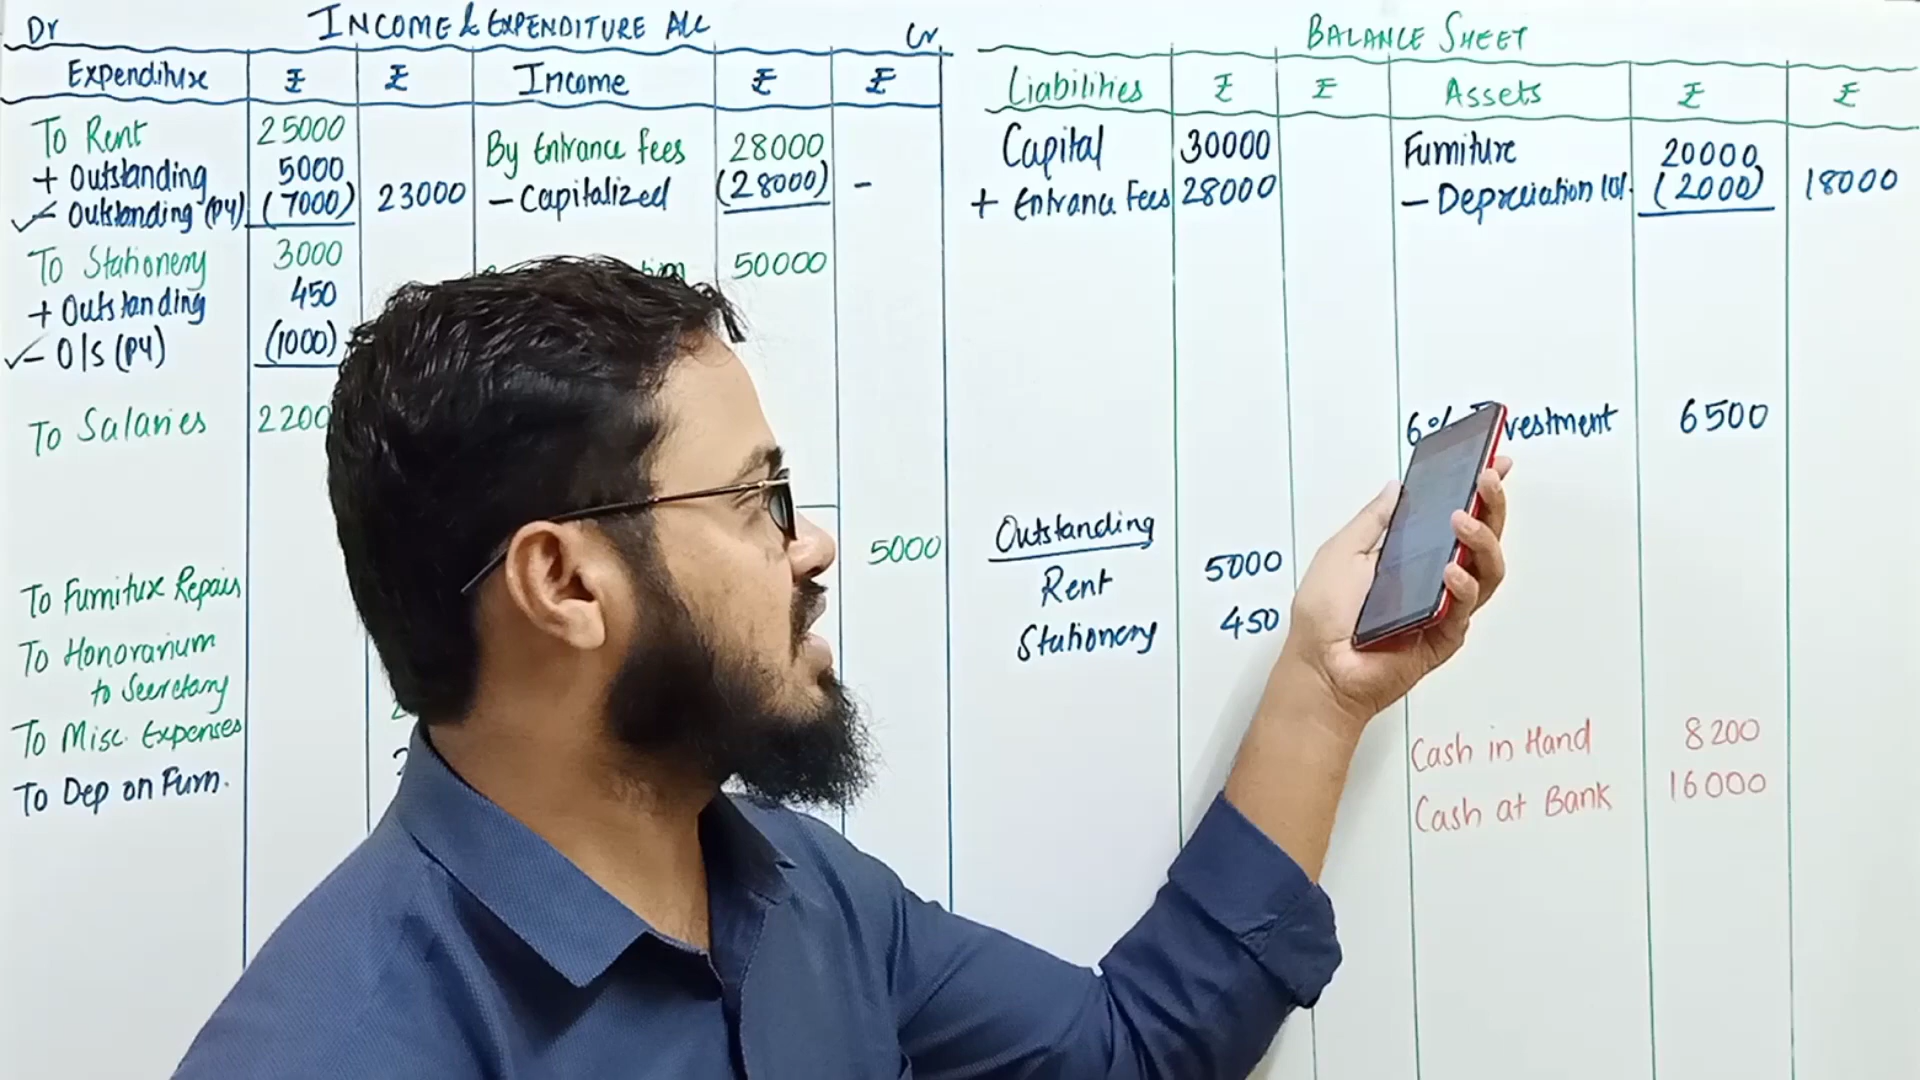 Dr INCOME & EXPENDITURE A/C Cr.
Expenditure ₹ ₹ Income ₹ ₹
To Rent 25000
+ Outstanding 5000
- Outstanding (PY) (7000) 23000
To Stationery 3000
+ Outstanding 450
- O/S (PY) (1000)
To Salaries 2200
To Furniture Repairs
To Honorarium
to Secretary
To Misc. Expenses
To Dep on Furn.
By Entrance fees 28000
- Capitalized (28000) -
50000
5000
BALANCE SHEET
Liabilities ₹ ₹ Assets ₹ ₹
Capital 30000
+ Entrance Fees 28000
Outstanding
Rent 5000
Stationery 450
Furniture 20000
- Depreciation (2000) 18000
6% 6500
Cash in Hand 8200
Cash at Bank 16000